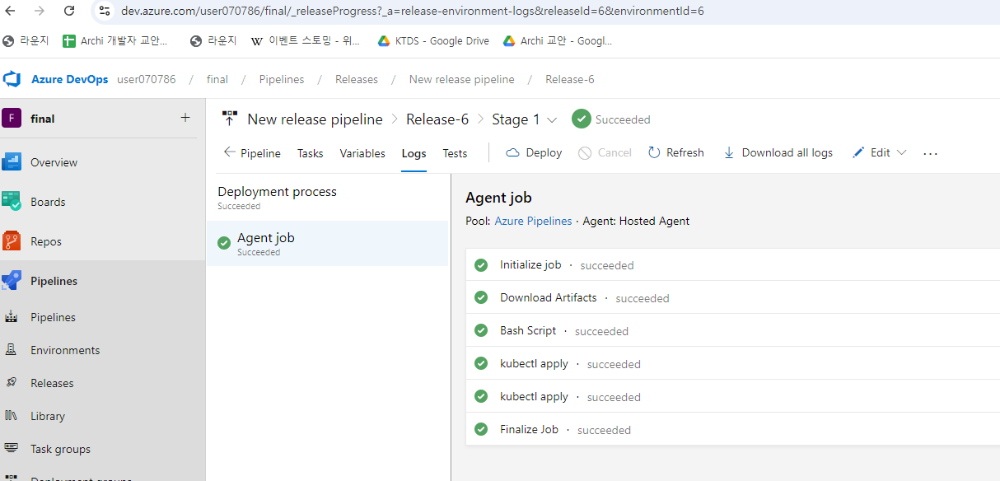 dev.azure.com/user070786/final/_releaseProgress?_a=release-environment-logs&releaseId=6&environmentId=6
라운지 Archi 개발자 교안... 라운지 W 이벤트 스토밍 - 위... KTDS - Google Drive Archi 교안 - Googl...
Azure DevOps user070786 / final / Pipelines / Releases / New release pipeline / Release-6
F final +
Overview
Boards
Repos
Pipelines
Pipelines
Environments
Releases
Library
Task groups
Deployment groups
New release pipeline > Release-6 > Stage 1 Succeeded
← Pipeline Tasks Variables Logs Tests Deploy Cancel Refresh Download all logs Edit ...
Deployment process
Succeeded
Agent job
Succeeded
Agent job
Pool: Azure Pipelines · Agent: Hosted Agent
Initialize job · succeeded
Download Artifacts · succeeded
Bash Script · succeeded
kubectl apply · succeeded
kubectl apply · succeeded
Finalize Job · succeeded